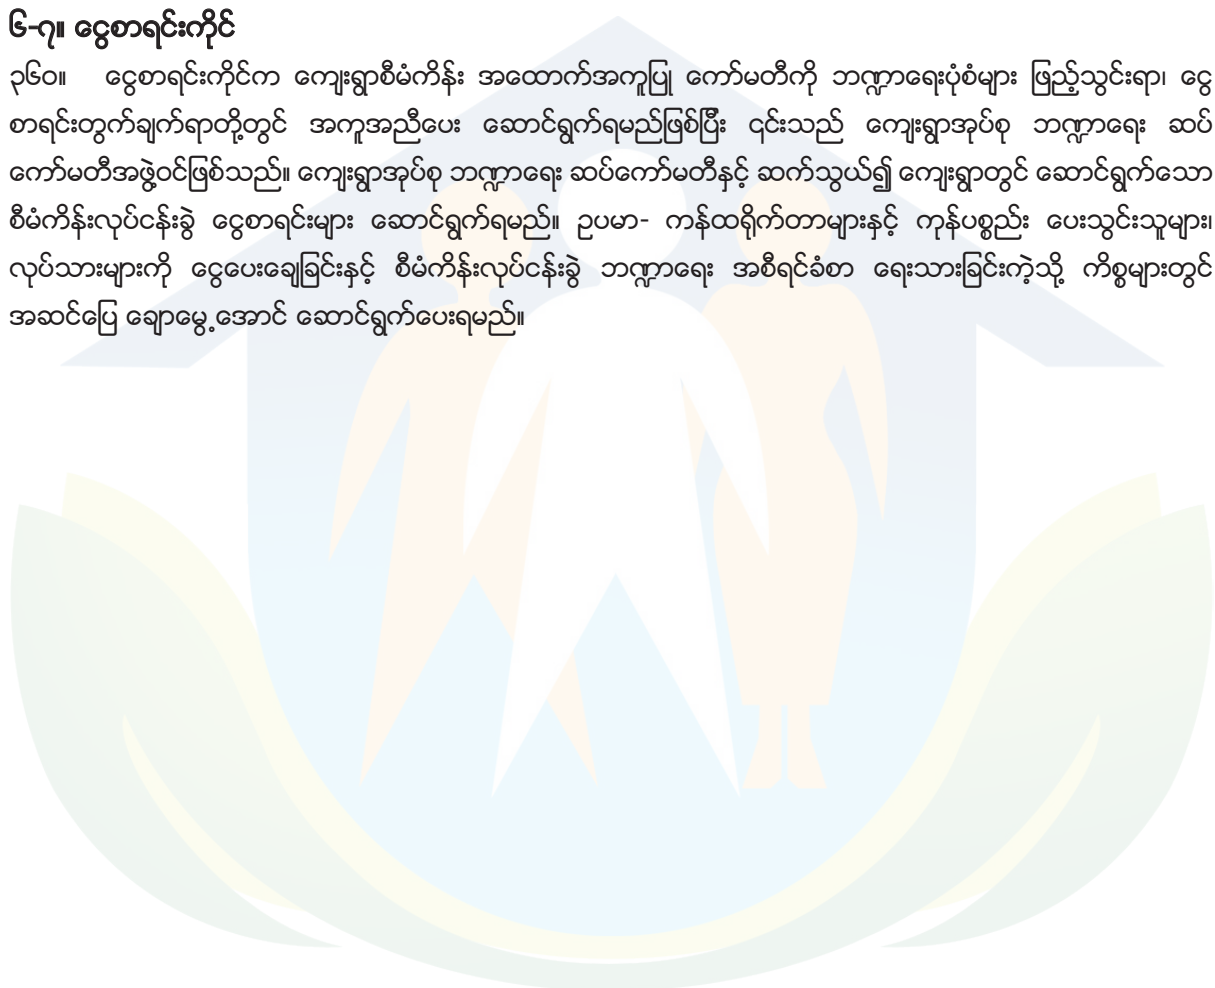 ၆-၇။ ငွေစာရင်းကိုင်
၃၆၀။ ငွေစာရင်းကိုင်က ကျေးရွာစီမံကိန်း အထောက်အကူပြု ကော်မတီကို ဘဏ္ဍာရေးပုံစံများ ဖြည့်သွင်းရာ၊ ငွေ
စာရင်းတွက်ချက်ရာတို့တွင် အကူအညီပေး ဆောင်ရွက်ရမည်ဖြစ်ပြီး ၎င်းသည် ကျေးရွာအုပ်စု ဘဏ္ဍာရေး ဆပ်
ကော်မတီအဖွဲ့ဝင်ဖြစ်သည်။ ကျေးရွာအုပ်စု ဘဏ္ဍာရေး ဆပ်ကော်မတီနှင့် ဆက်သွယ်၍ ကျေးရွာတွင် ဆောင်ရွက်သော
စီမံကိန်းလုပ်ငန်းခွဲ ငွေစာရင်းများ ဆောင်ရွက်ရမည်။ ဥပမာ- ကန်ထရိုက်တာများနှင့် ကုန်ပစ္စည်း ပေးသွင်းသူများ၊
လုပ်သားများကို ငွေပေးချေခြင်းနှင့် စီမံကိန်းလုပ်ငန်းခွဲ ဘဏ္ဍာရေး အစီရင်ခံစာ ရေးသားခြင်းကဲ့သို့ ကိစ္စများတွင်
အဆင်ပြေ ချောမွေ့အောင် ဆောင်ရွက်ပေးရမည်။